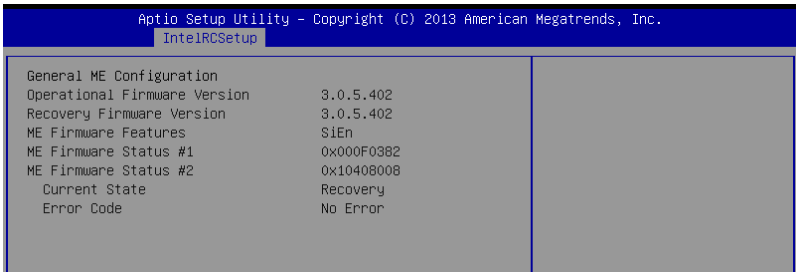 Aptio Setup Utility – Copyright (C) 2013 American Megatrends, Inc.
IntelRCSetup
General ME Configuration
Operational Firmware Version 3.0.5.402
Recovery Firmware Version 3.0.5.402
ME Firmware Features SiEn
ME Firmware Status #1 0x000F0382
ME Firmware Status #2 0x10408008
Current State Recovery
Error Code No Error